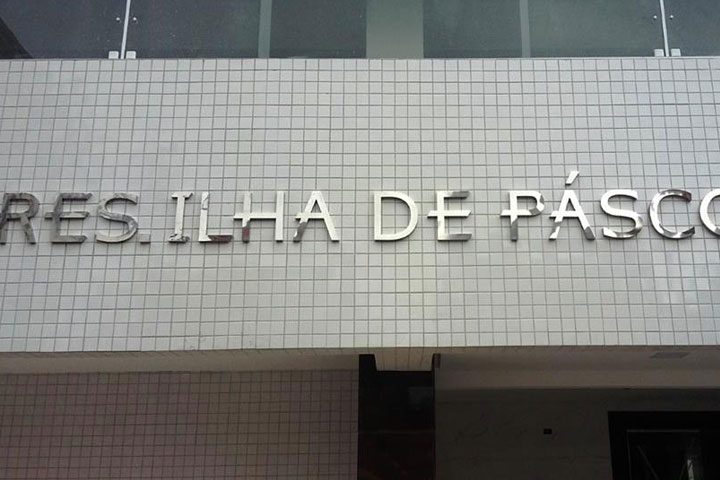 RES. ILHA DE PÁSCO